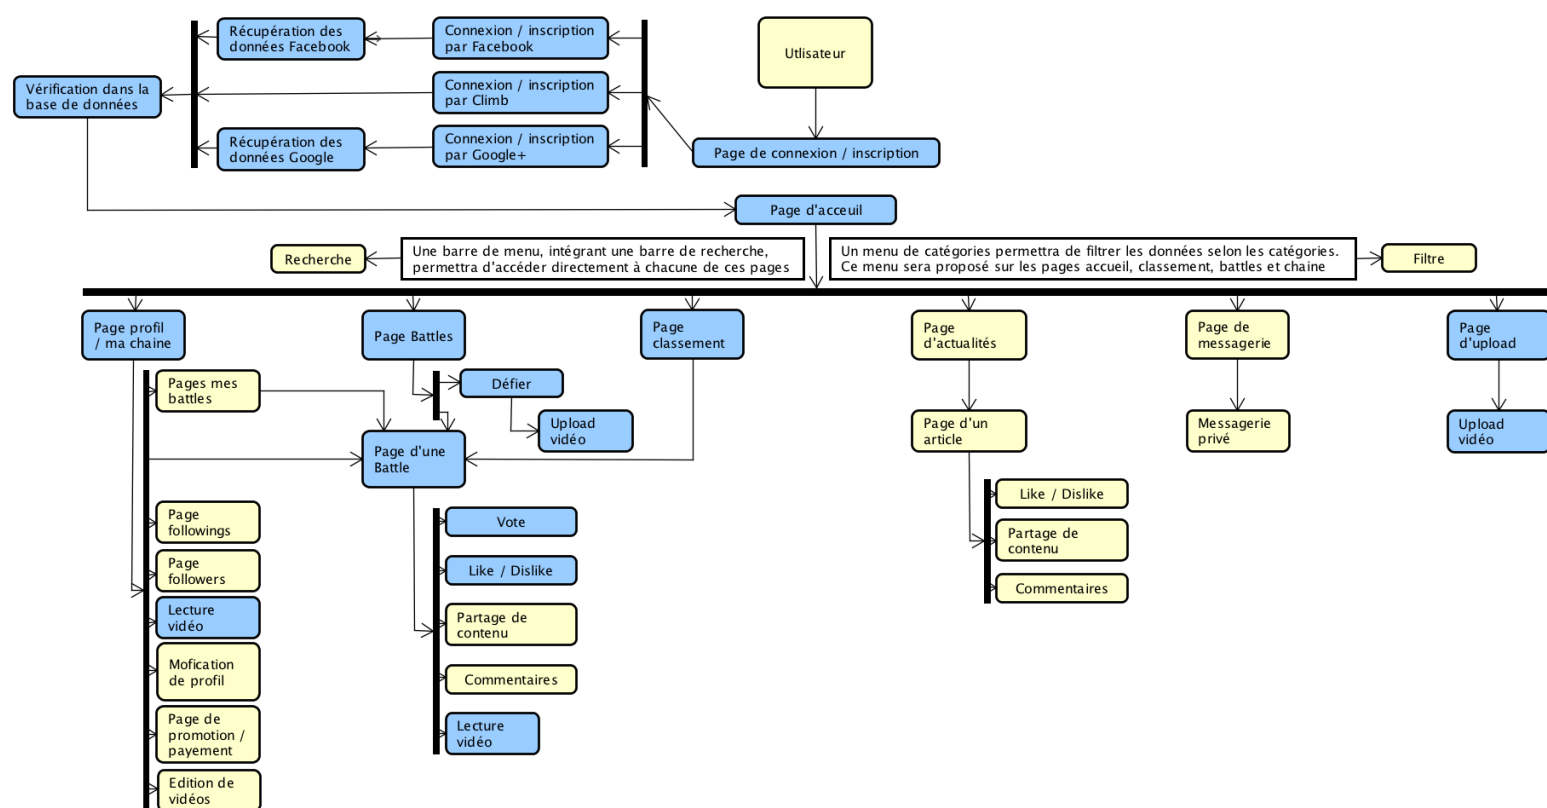 Récupération des
données Facebook
Connexion / inscription
par Facebook
Utlisateur
Vérification dans la
base de données
Connexion / inscription
par Climb
Récupération des
données Google
Connexion / inscription
par Google+
Page de connexion / inscription
Page d'acceuil
Recherche
Une barre de menu, intégrant une barre de recherche,
permettra d'accéder directement à chacune de ces pages
Un menu de catégories permettra de filtrer les données selon les catégories.
Ce menu sera proposé sur les pages accueil, classement, battles et chaine
Filtre
Page profil
/ ma chaine
Page Battles
Page
classement
Page
d'actualités
Page de
messagerie
Page
d'upload
Pages mes
battles
Défier
Upload
vidéo
Page d'une
Battle
Page d'un
article
Messagerie
privé
Upload
vidéo
Page
followings
Page
followers
Lecture
vidéo
Mofication
de profil
Page de
promotion /
payement
Edition de
vidéos
Vote
Like / Dislike
Partage de
contenu
Commentaires
Lecture
vidéo
Like / Dislike
Partage de
contenu
Commentaires